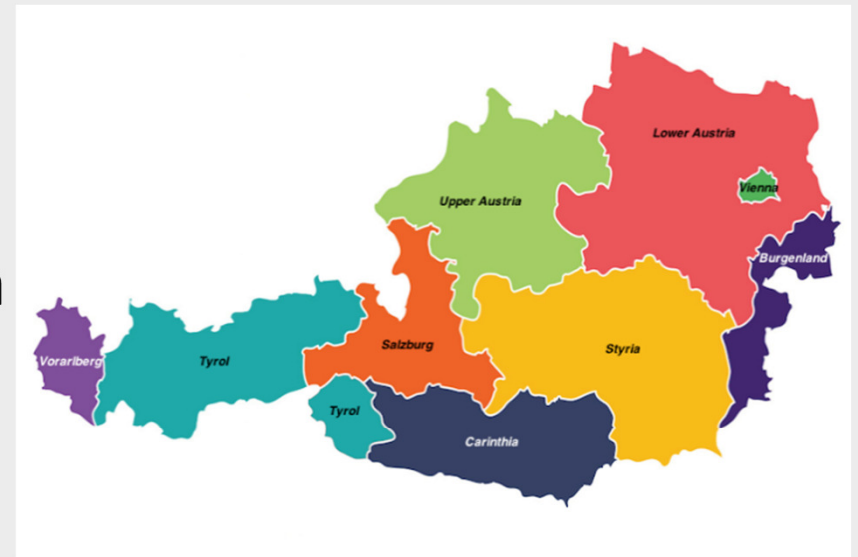 Lower Austria
Vienna
Upper Austria
Burgenland
Salzburg
Styria
Vorarlberg
Tyrol
Tyrol
Carinthia